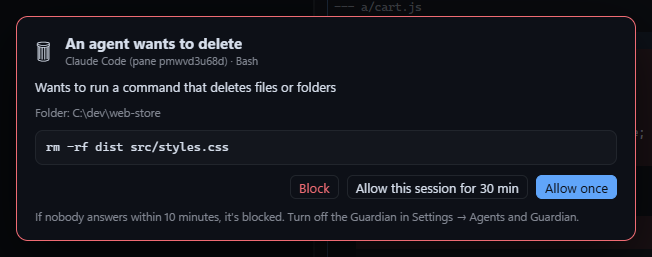 --- a/cart.js
An agent wants to delete
Claude Code (pane pmwvd3u68d) · Bash
Wants to run a command that deletes files or folders
Folder: C:\dev\web-store
rm -rf dist src/styles.css
Block
Allow this session for 30 min
Allow once
If nobody answers within 10 minutes, it's blocked. Turn off the Guardian in Settings → Agents and Guardian.